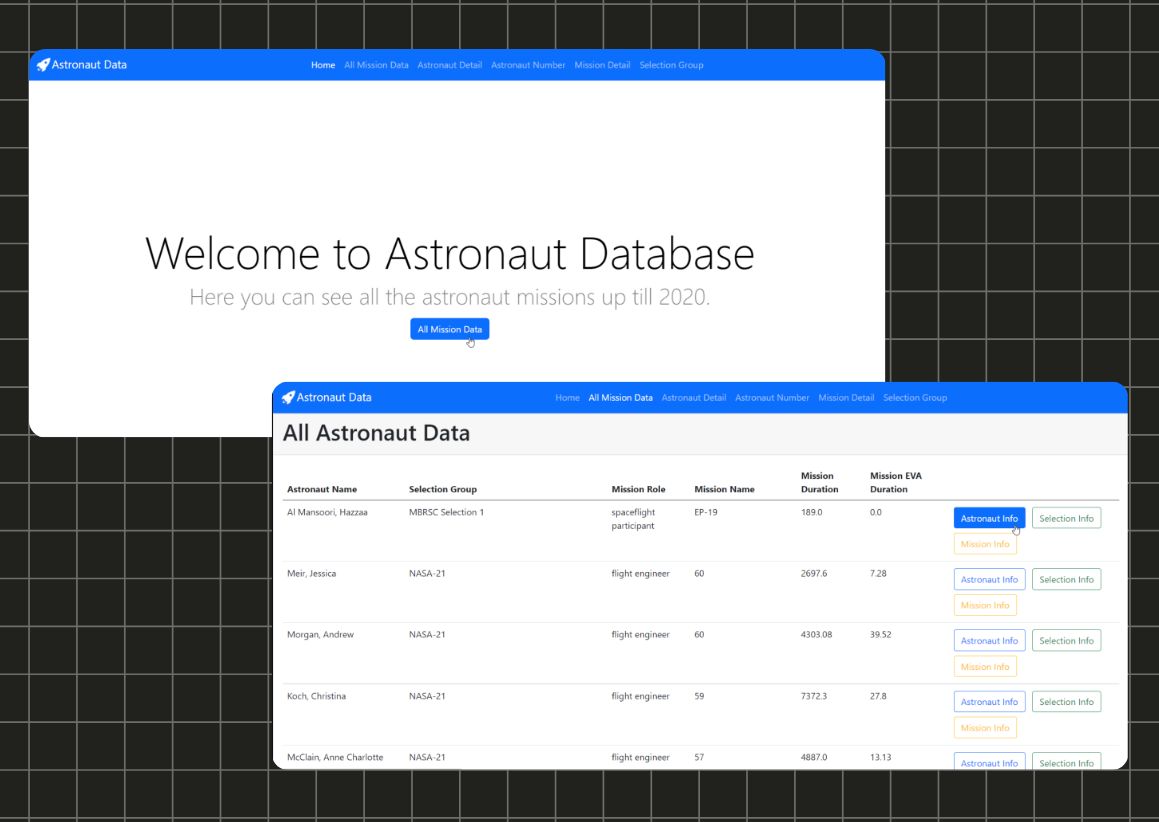 Astronaut Data
Home All Mission Data Astronaut Detail Astronaut Number Mission Detail Selection Group
Welcome to Astronaut Database
Here you can see all the astronaut missions up till 2020.
All Mission Data
Astronaut Data
Home All Mission Data Astronaut Detail Astronaut Number Mission Detail Selection Group
All Astronaut Data
Astronaut Name Selection Group Mission Role Mission Name Mission Duration Mission EVA Duration
Al Mansoori, Hazzaa MBRSC Selection 1 spaceflight participant EP-19 189.0 0.0 Astronaut Info Selection Info
Mission Info
Meir, Jessica NASA-21 flight engineer 60 2697.6 7.28 Astronaut Info Selection Info
Mission Info
Morgan, Andrew NASA-21 flight engineer 60 4303.08 39.52 Astronaut Info Selection Info
Mission Info
Koch, Christina NASA-21 flight engineer 59 7372.3 27.8 Astronaut Info Selection Info
Mission Info
McClain, Anne Charlotte NASA-21 flight engineer 57 4887.0 13.13 Astronaut Info Selection Info